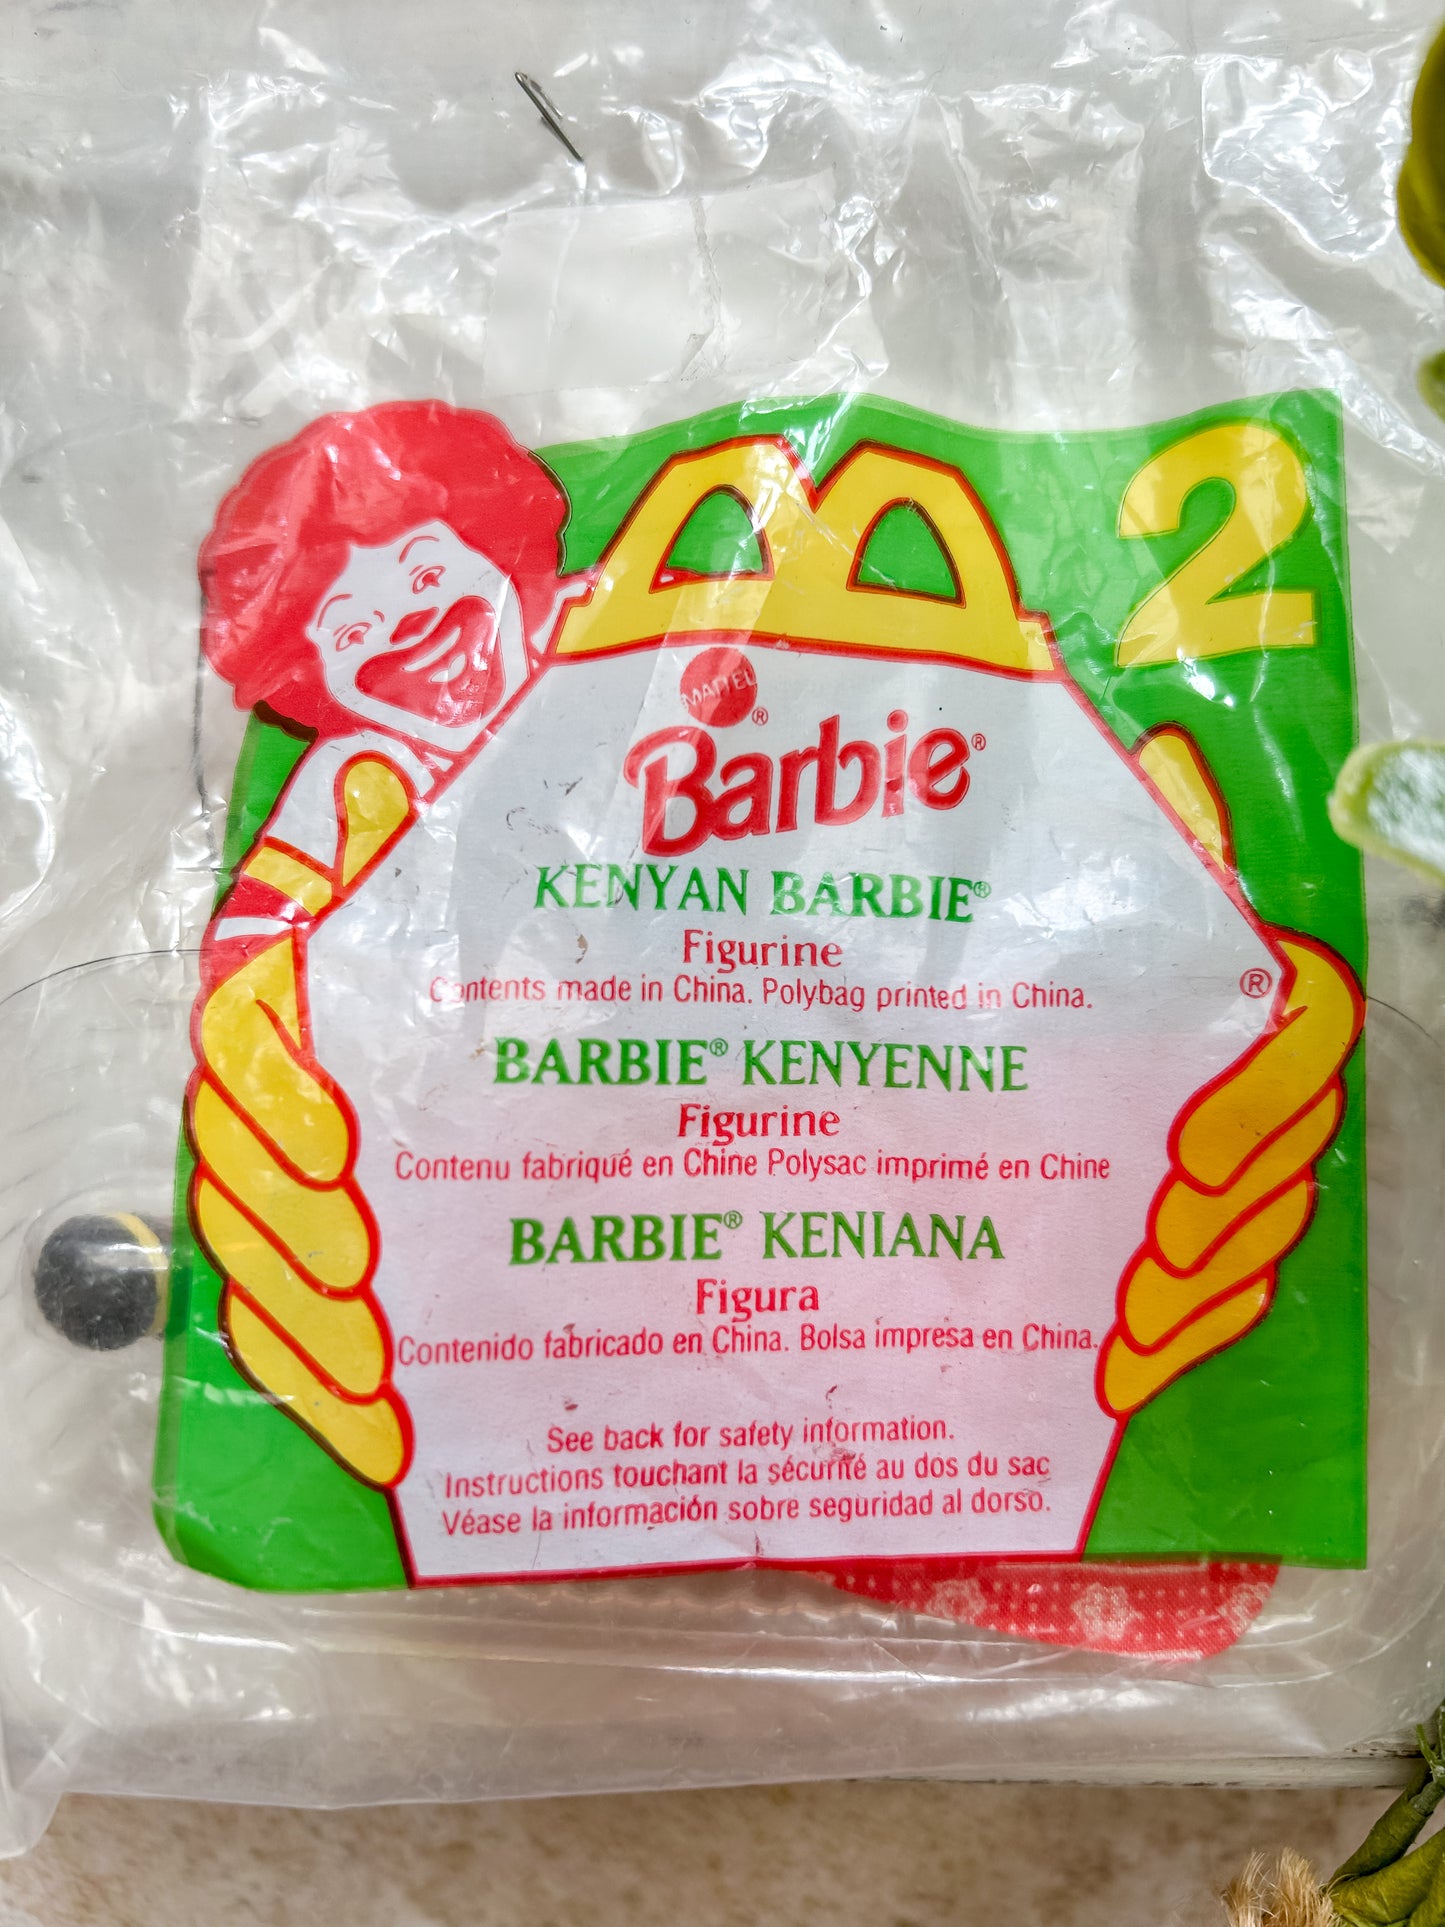 2
MATTEL
®
Barbie®
KENYAN BARBIE®
Figurine
Contents made in China. Polybag printed in China.
®
BARBIE® KENYENNE
Figurine
Contenu fabriqué en Chine Polysac imprimé en Chine
BARBIE® KENIANA
Figura
Contenido fabricado en China. Bolsa impresa en China.
See back for safety information.
Instructions touchant la sécurité au dos du sac
Véase la información sobre seguridad al dorso.